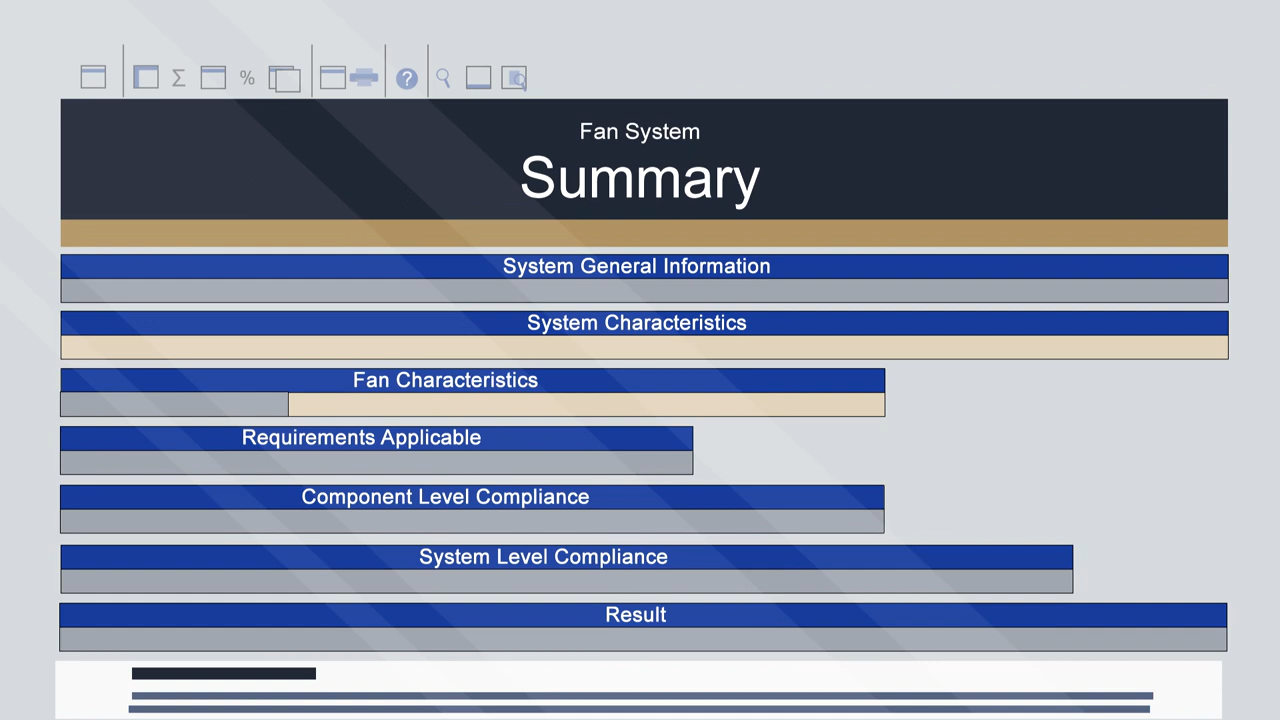 Σ
%
?
Fan System
Summary
System General Information
System Characteristics
Fan Characteristics
Requirements Applicable
Component Level Compliance
System Level Compliance
Result